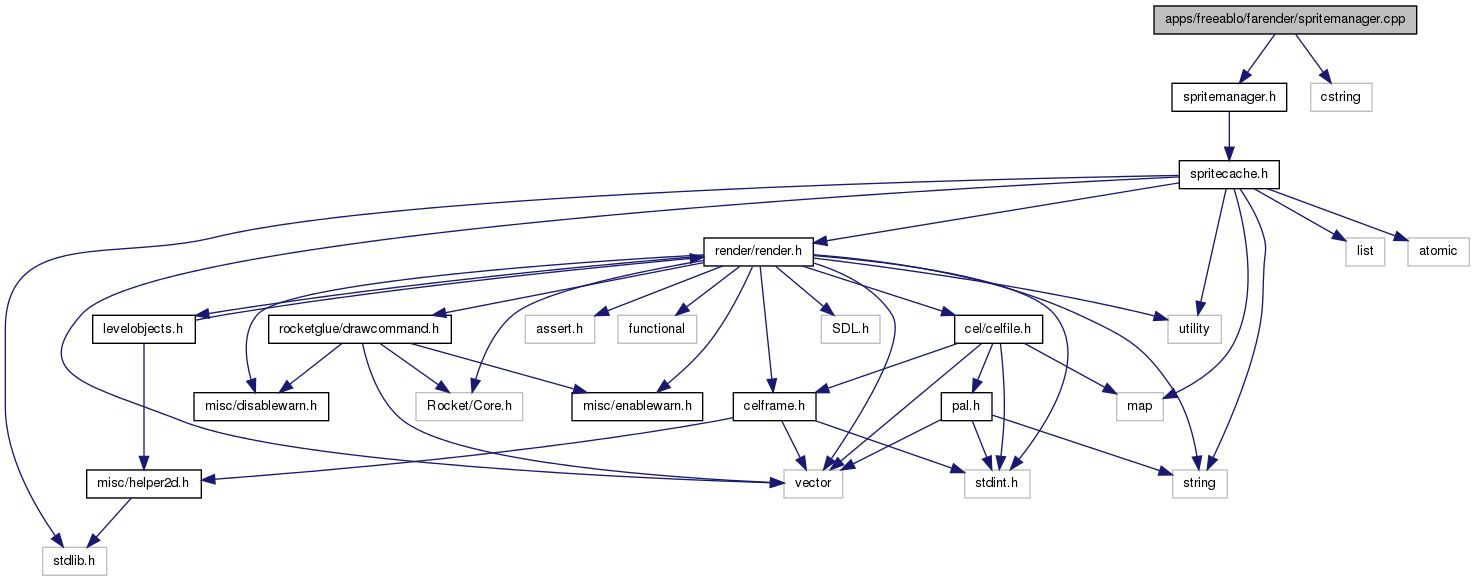 apps/freeablo/farender/spritemanager.cpp
spritemanager.h
cstring
spritecache.h
render/render.h
list
atomic
levelobjects.h
rocketglue/drawcommand.h
assert.h
functional
SDL.h
cel/celfile.h
utility
misc/disablewarn.h
Rocket/Core.h
misc/enablewarn.h
celframe.h
pal.h
map
misc/helper2d.h
vector
stdint.h
string
stdlib.h